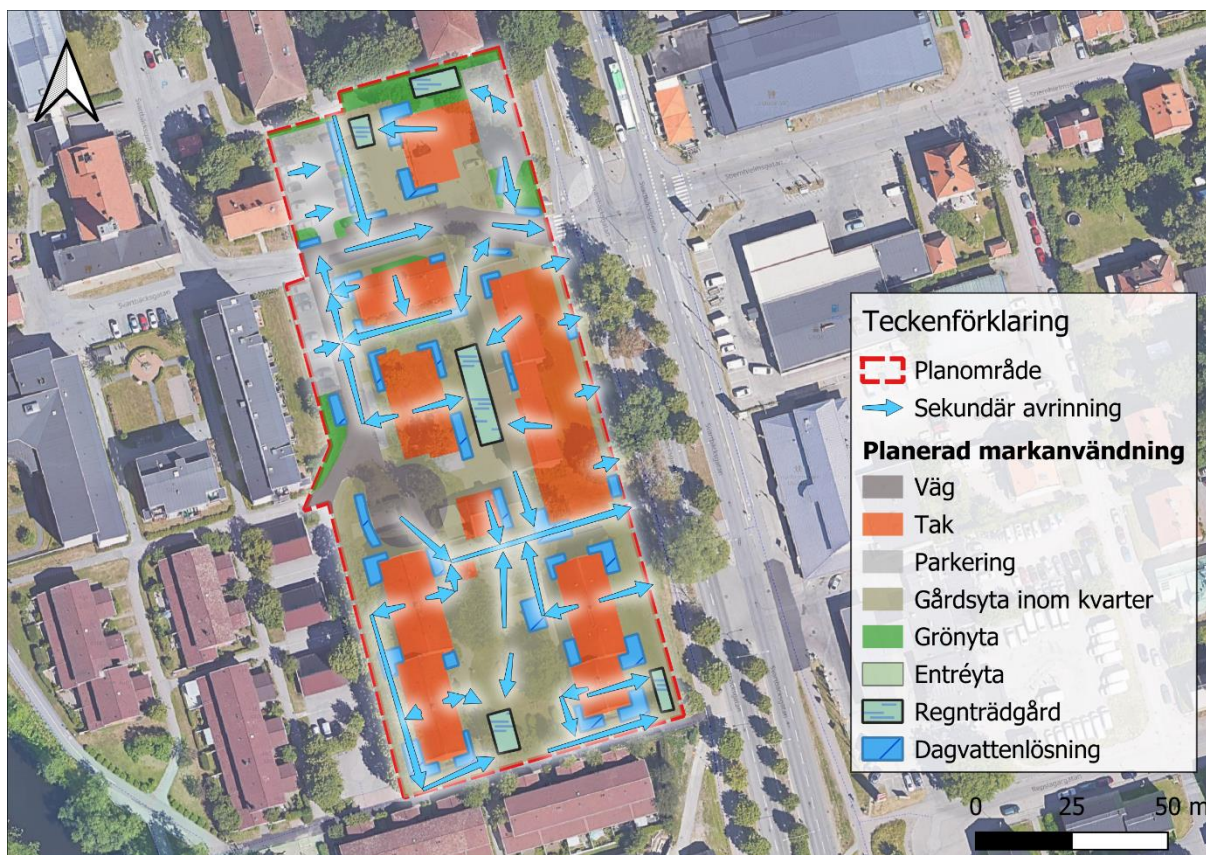 Svartbäcksgatan
Teckenförklaring
Planområde
Sekundär avrinning
Planerad markanvändning
Väg
Tak
Parkering
Gårdsyta inom kvarter
Grönyta
Entréyta
Regnträdgård
Dagvattenlösning
0 25 50 m